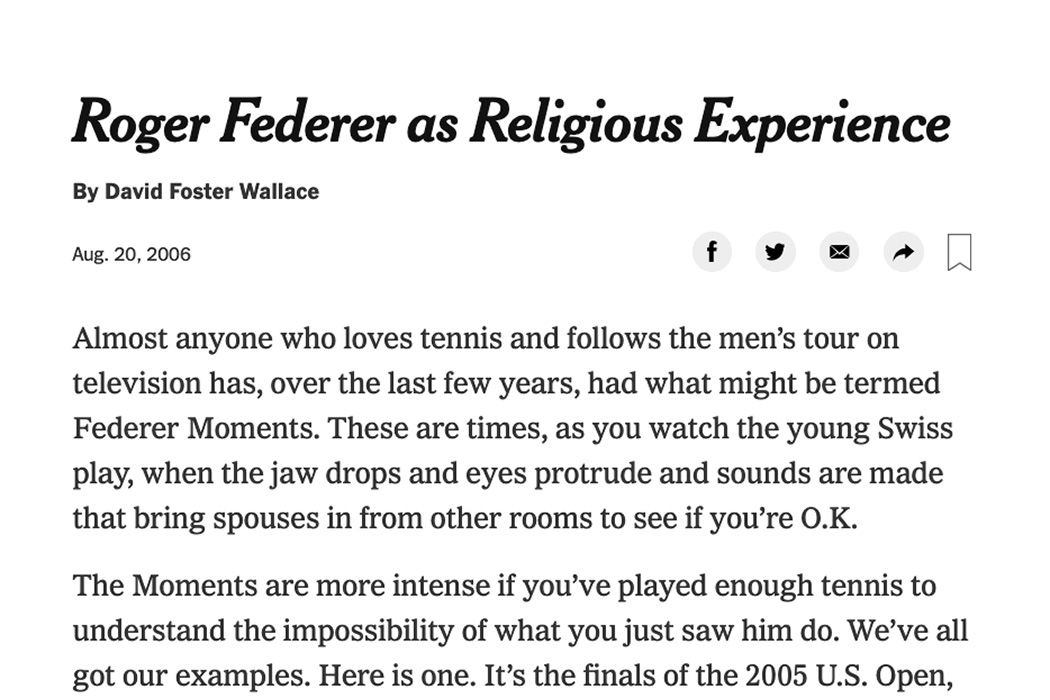 Roger Federer as Religious Experience
By David Foster Wallace
Aug. 20, 2006
Almost anyone who loves tennis and follows the men’s tour on
television has, over the last few years, had what might be termed
Federer Moments. These are times, as you watch the young Swiss
play, when the jaw drops and eyes protrude and sounds are made
that bring spouses in from other rooms to see if you’re O.K.
The Moments are more intense if you’ve played enough tennis to
understand the impossibility of what you just saw him do. We’ve all
got our examples. Here is one. It’s the finals of the 2005 U.S. Open,